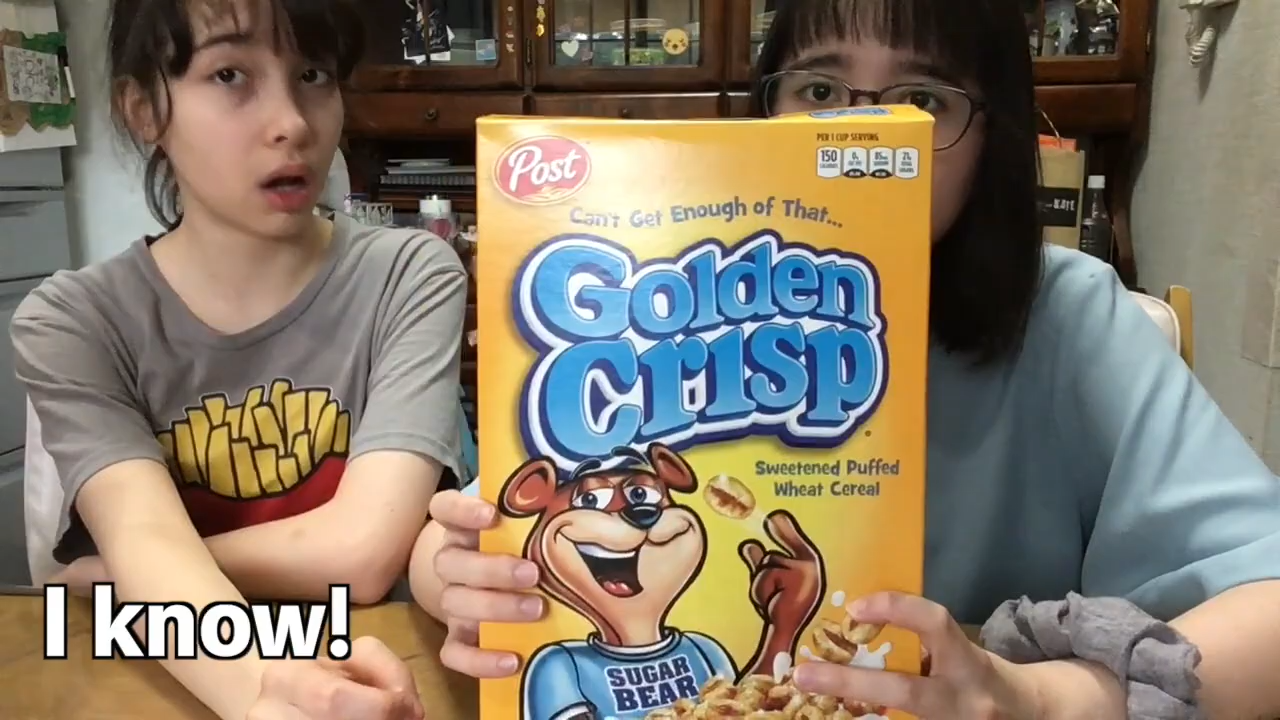 Post
PER 1 CUP SERVING
150
CALORIES
Can't Get Enough of That...
Golden
Crisp
Sweetened Puffed
Wheat Cereal
SUGAR
BEAR
I know!